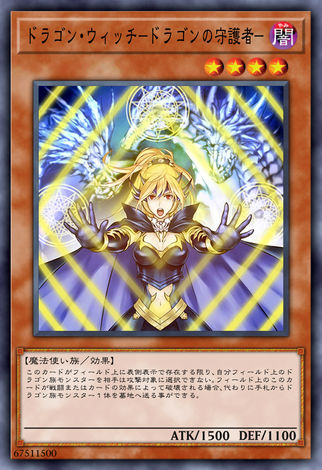 ドラゴン・ウィッチ-ドラゴンの守護者-
やみ
闇
【魔法使い族／効果】
このカードがフィールド上に表側表示で存在する限り、自分フィールド上のド
ラゴン族モンスターを相手は攻撃対象に選択できない。フィールド上のこのカー
ドが戦闘またはカードの効果によって破壊される場合、代わりに手札からド
ラゴン族モンスター１体を墓地へ送る事ができる。
ATK/1500 DEF/1100
67511500